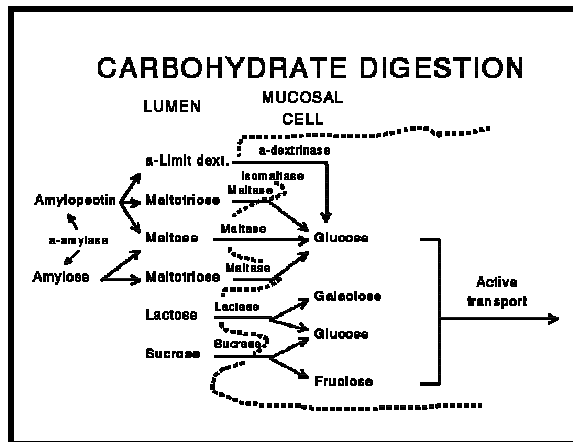 CARBOHYDRATE DIGESTION
LUMEN
MUCOSAL
CELL
a-Limit dext.
a-dextrinase
Isomaltase
Amylopectin
Maltotriose
Maltase
a-amylase
Maltose
Maltase
Glucose
Amylose
Maltotriose
Maltase
Active
transport
Lactose
Lactase
Galactose
Glucose
Sucrose
Sucrase
Fructose